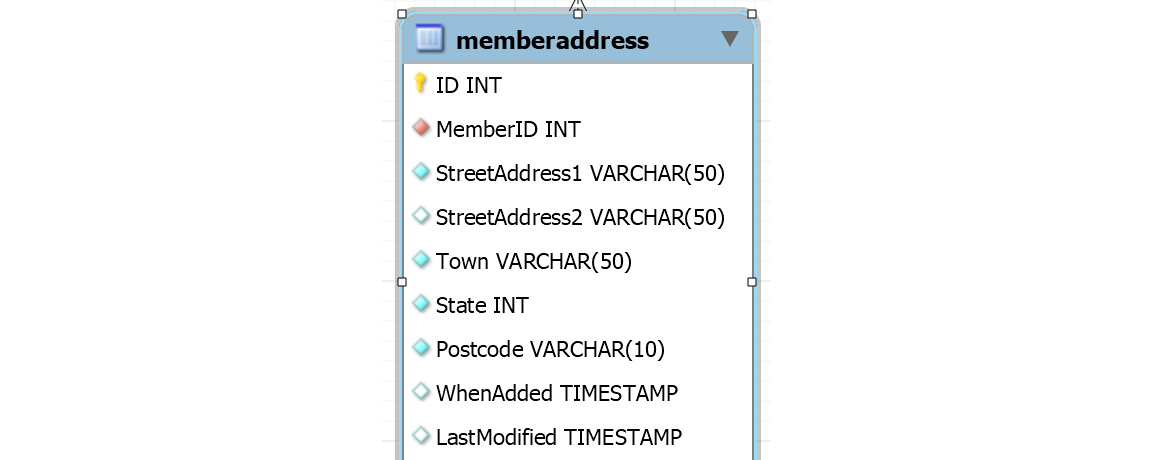 memberaddress
ID INT
MemberID INT
StreetAddress1 VARCHAR(50)
StreetAddress2 VARCHAR(50)
Town VARCHAR(50)
State INT
Postcode VARCHAR(10)
WhenAdded TIMESTAMP
LastModified TIMESTAMP